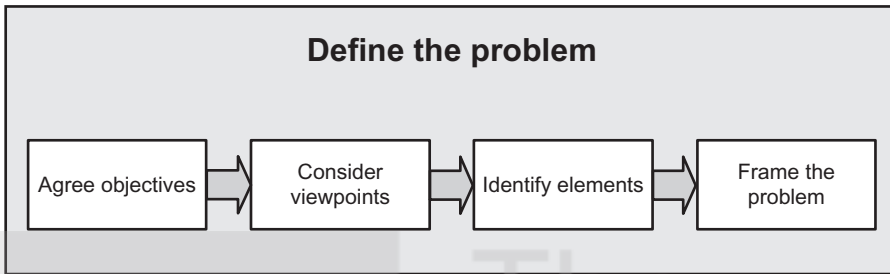 Define the problem
Agree objectives
Consider
viewpoints
Identify elements
Frame the
problem